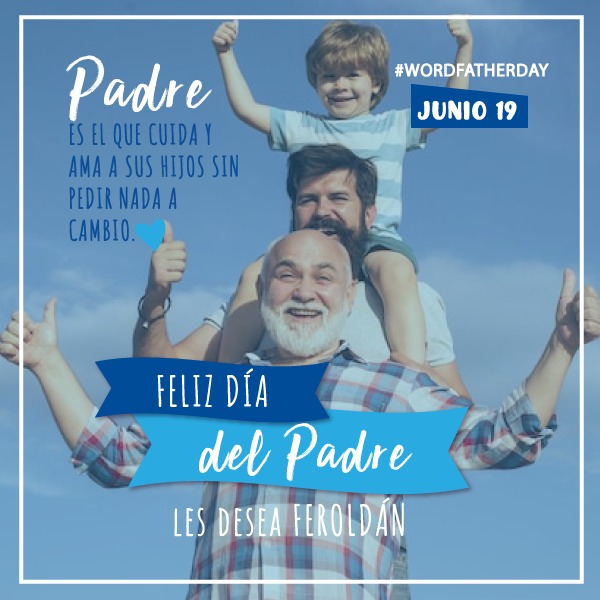 Padre
ES EL QUE CUIDA Y
AMA A SUS HIJOS SIN
PEDIR NADA A
CAMBIO.
#WORDFATHERDAY
JUNIO 19
FELIZ DÍA
del Padre
LES DESEA FEROLDÁN